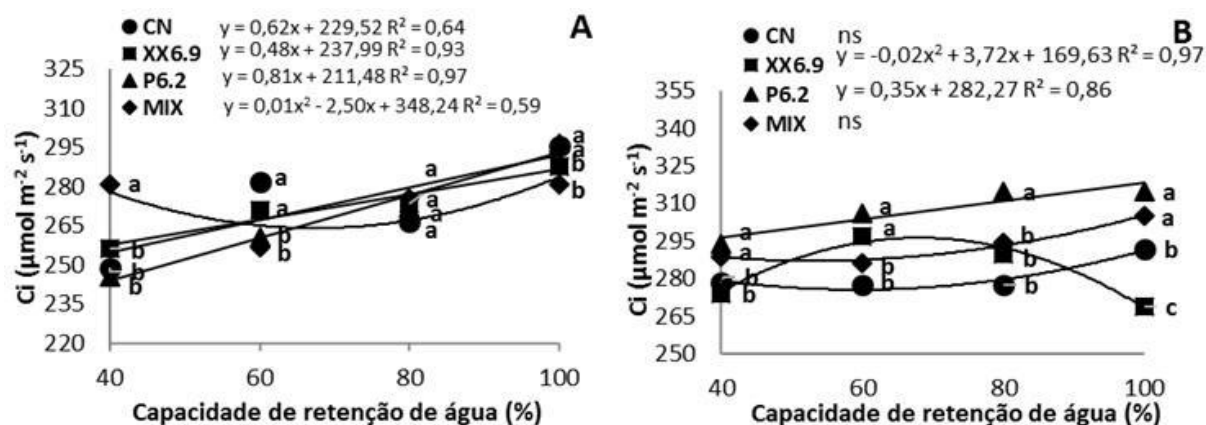 CN y = 0,62x + 229,52 R² = 0,64
XX6.9 y = 0,48x + 237,99 R² = 0,93
P6.2 y = 0,81x + 211,48 R² = 0,97
MIX y = 0,01x² - 2,50x + 348,24 R² = 0,59
A
Ci (µmol m⁻² s⁻¹)
325
310
295
280
265
250
235
220
a
b
b
b
a
a
b
b
a
a
a
a
a
a
b
b
40 60 80 100
Capacidade de retenção de água (%)
CN ns
XX6.9 y = -0,02x² + 3,72x + 169,63 R² = 0,97
P6.2 y = 0,35x + 282,27 R² = 0,86
MIX ns
B
Ci (µmol m⁻² s⁻¹)
355
340
325
310
295
280
265
250
a
a
b
b
a
a
b
b
a
b
b
b
a
a
b
c
40 60 80 100
Capacidade de retenção de água (%)